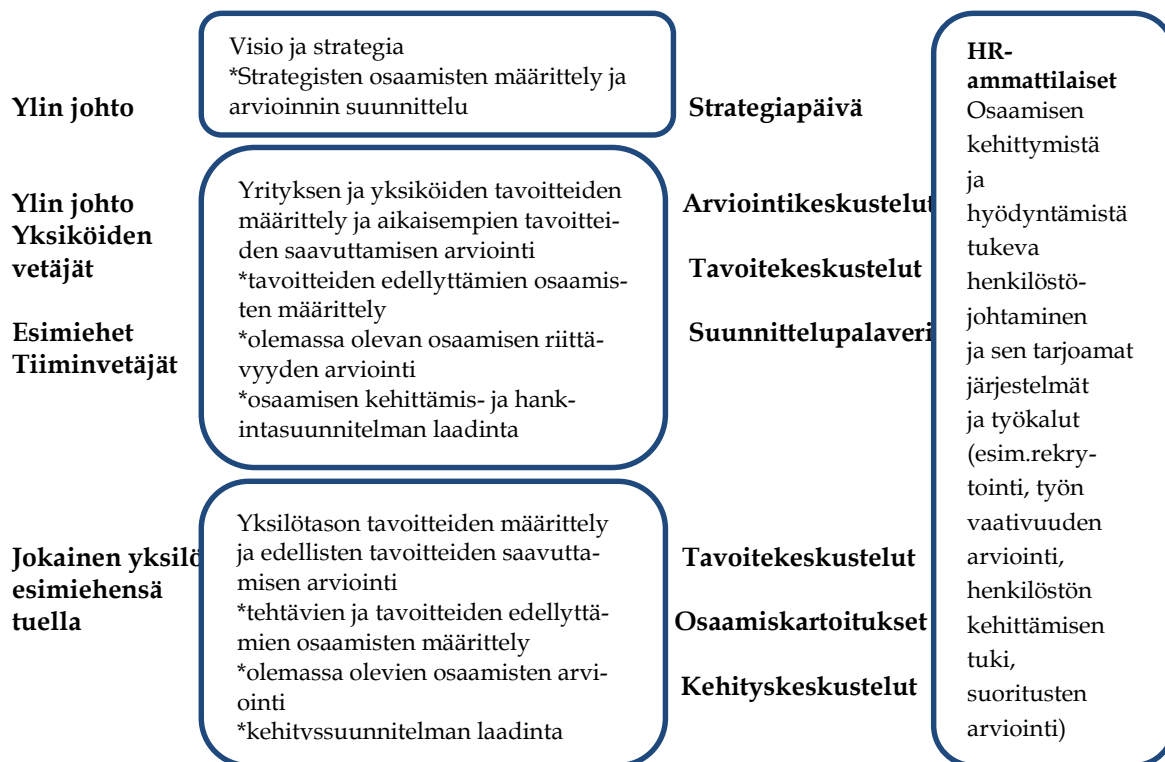 Visio ja strategia
*Strategisten osaamisten määrittely ja
arvioinnin suunnittelu
Ylin johto
Strategiapäivä
Ylin johto
Yksiköiden
vetäjät
Esimiehet
Tiiminvetäjät
Yrityksen ja yksiköiden tavoitteiden
määrittely ja aikaisempien tavoittei-
den saavuttamisen arviointi
*tavoitteiden edellyttämien osaamis-
ten määrittely
*olemassa olevan osaamisen riittä-
vyyden arviointi
*osaamisen kehittämis- ja hank-
intasuunnitelman laadinta
Arviointikeskustelut
Tavoitekeskustelut
Suunnittelupalaveri
Jokainen yksilö
esimiehensä
tuella
Yksilötason tavoitteiden määrittely
ja edellisten tavoitteiden saavutta-
misen arviointi
*tehtävien ja tavoitteiden edellyttä-
mien osaamisten määrittely
*olemassa olevien osaamisten arvi-
ointi
*kehityssuunnitelman laadinta
Tavoitekeskustelut
Osaamiskartoitukset
Kehityskeskustelut
HR-
ammattilaiset
Osaamisen
kehittymistä
ja
hyödyntämistä
tukeva
henkilöstö-
johtaminen
ja sen tarjoamat
järjestelmät
ja työkalut
(esim.rekry-
tointi, työn
vaativuuden
arviointi,
henkilöstön
kehittämisen
tuki,
suoritusten
arviointi)